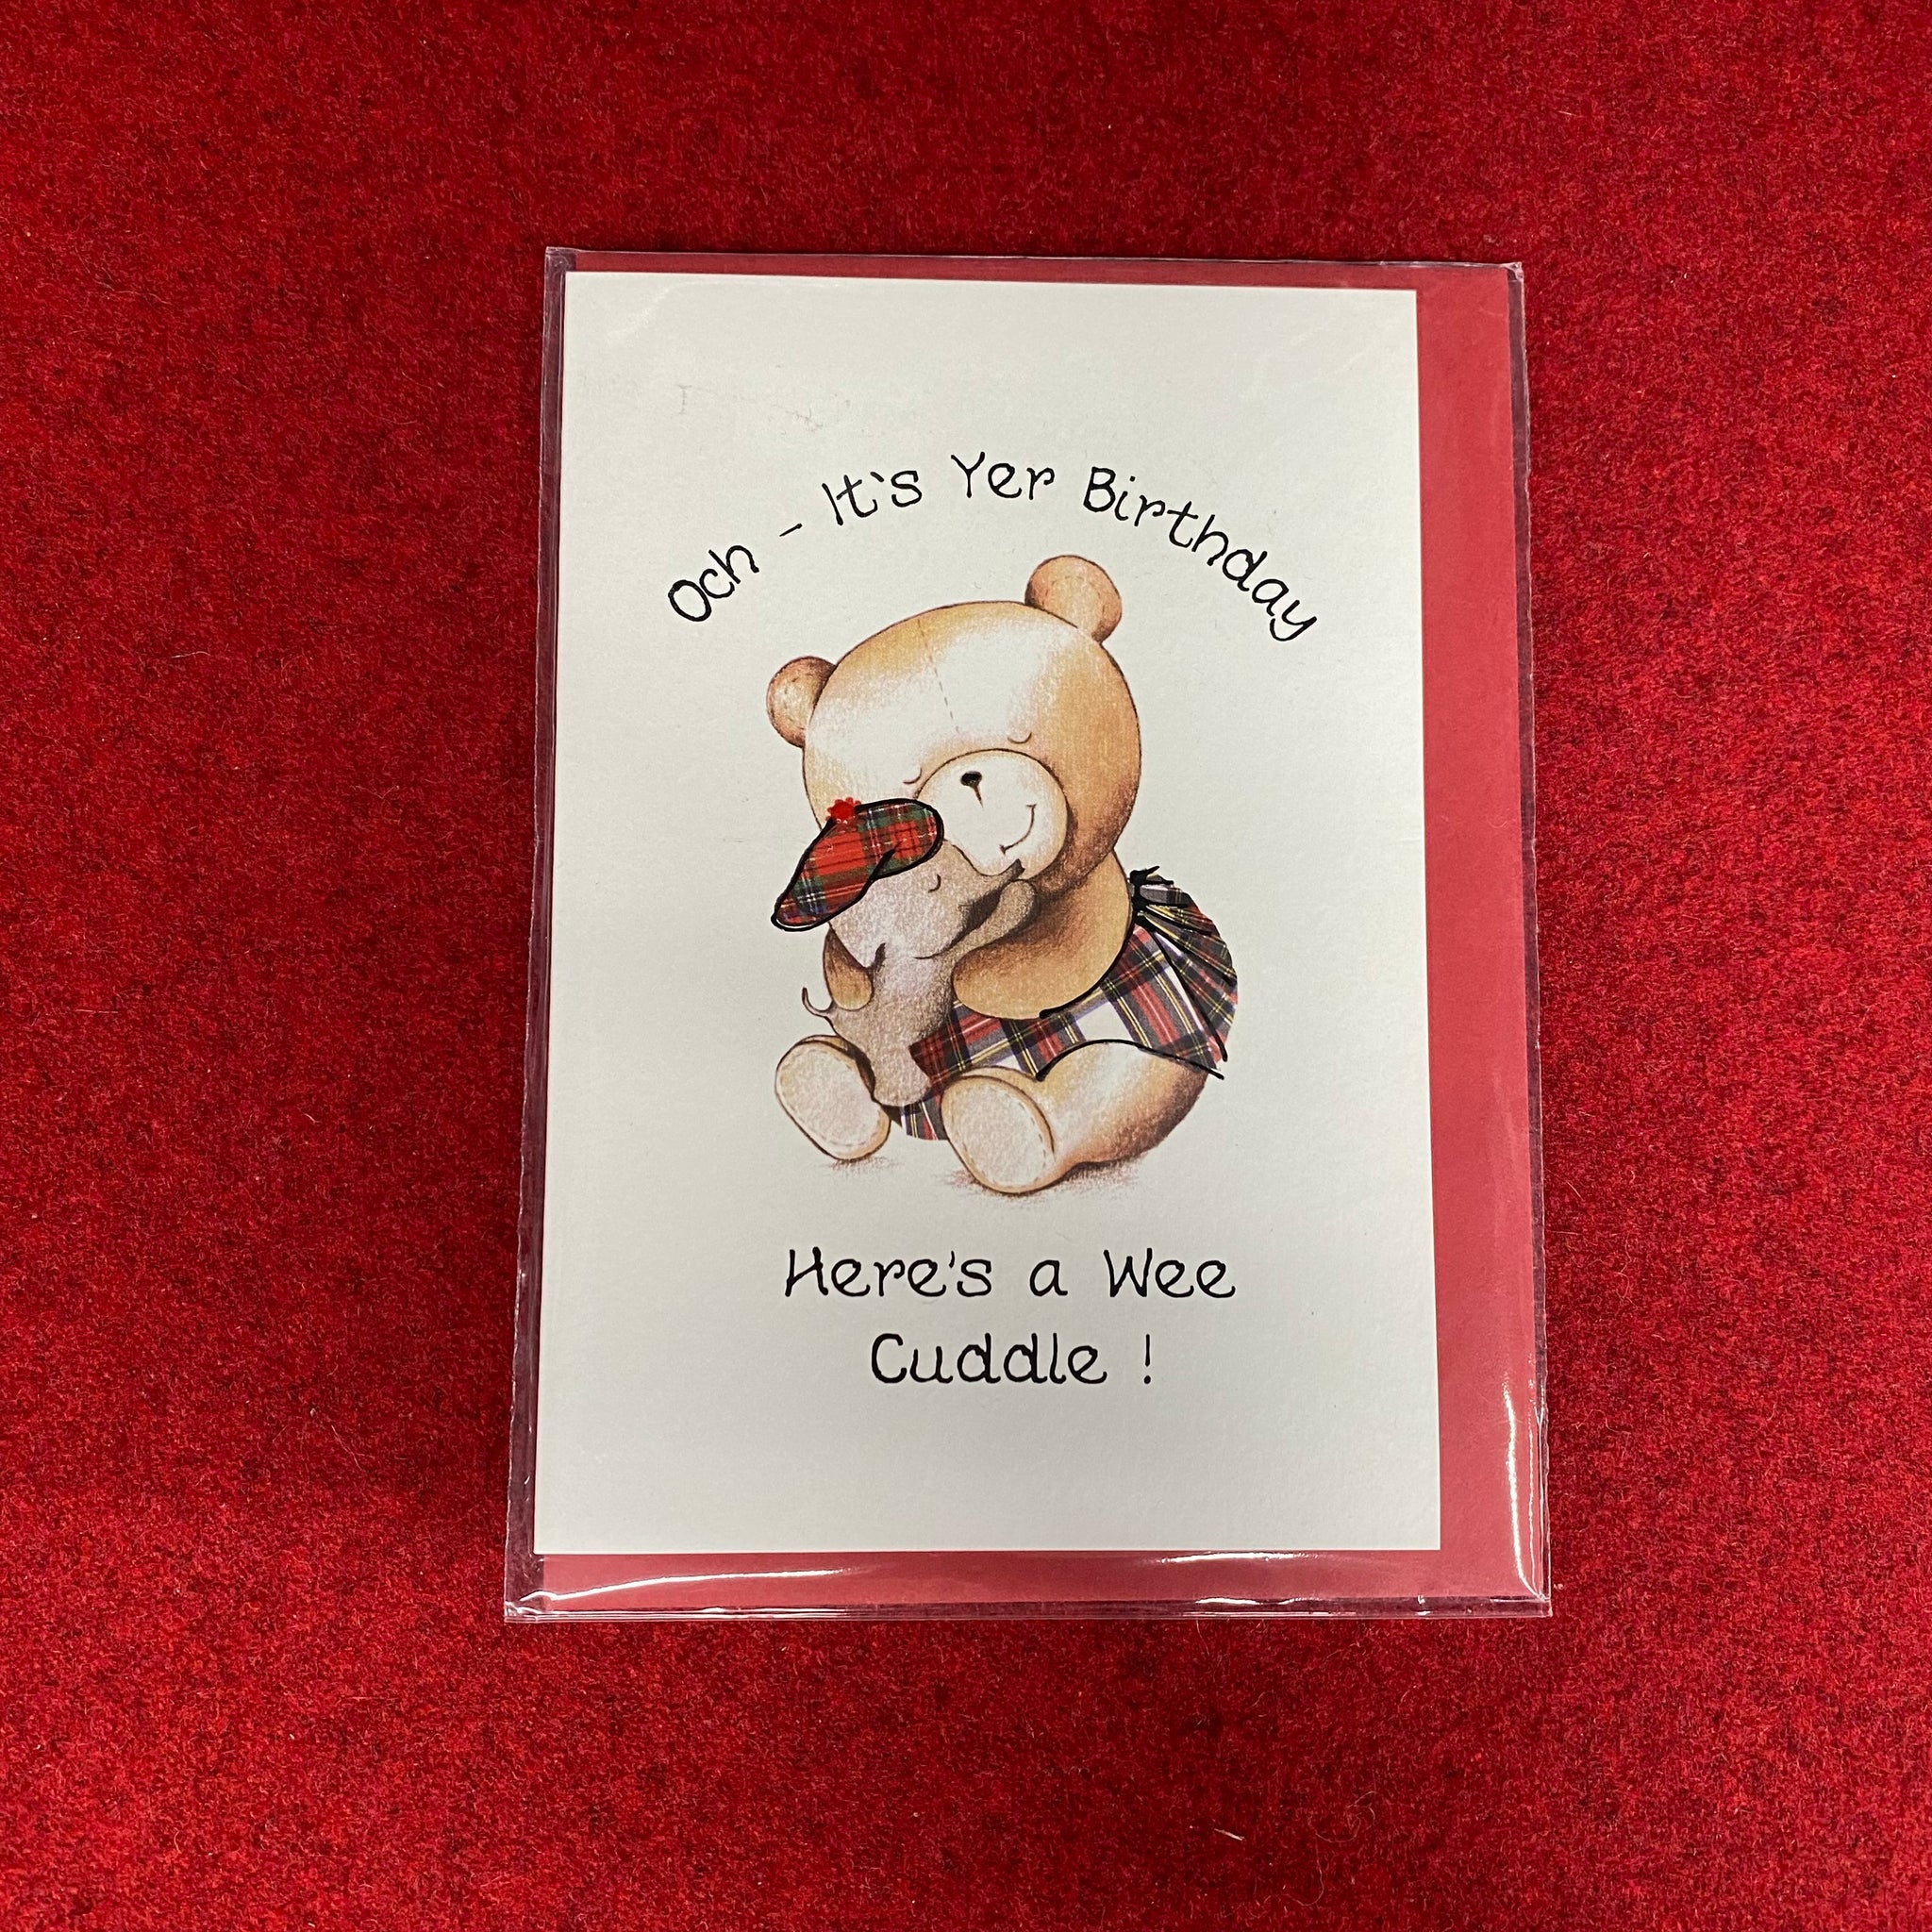 Och - It`s Yer Birthday
Here's a Wee
Cuddle !